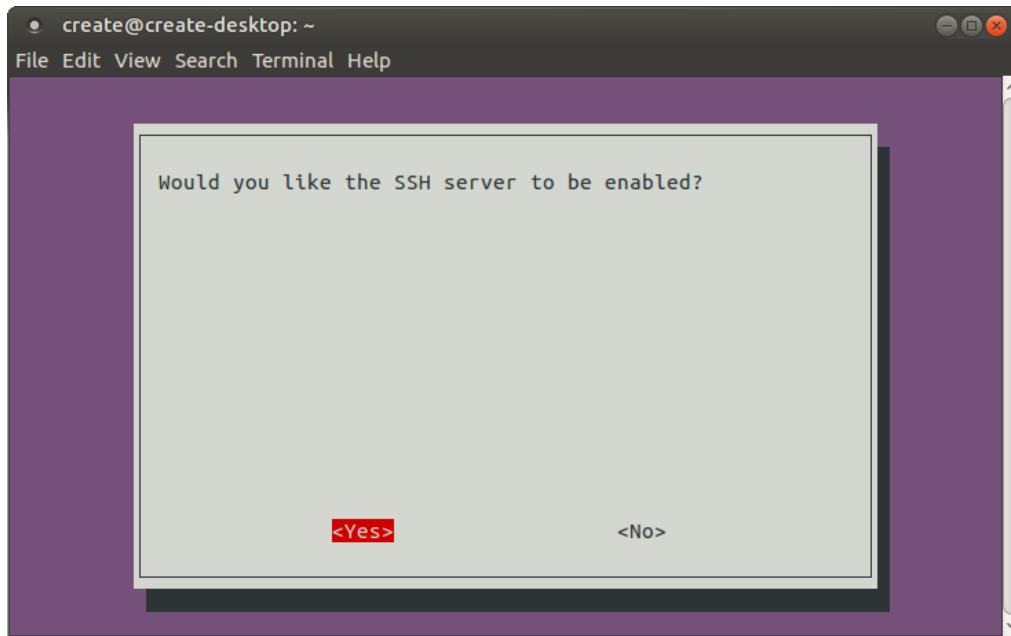 create@create-desktop: ~
File Edit View Search Terminal Help
Would you like the SSH server to be enabled?
<Yes> <No>